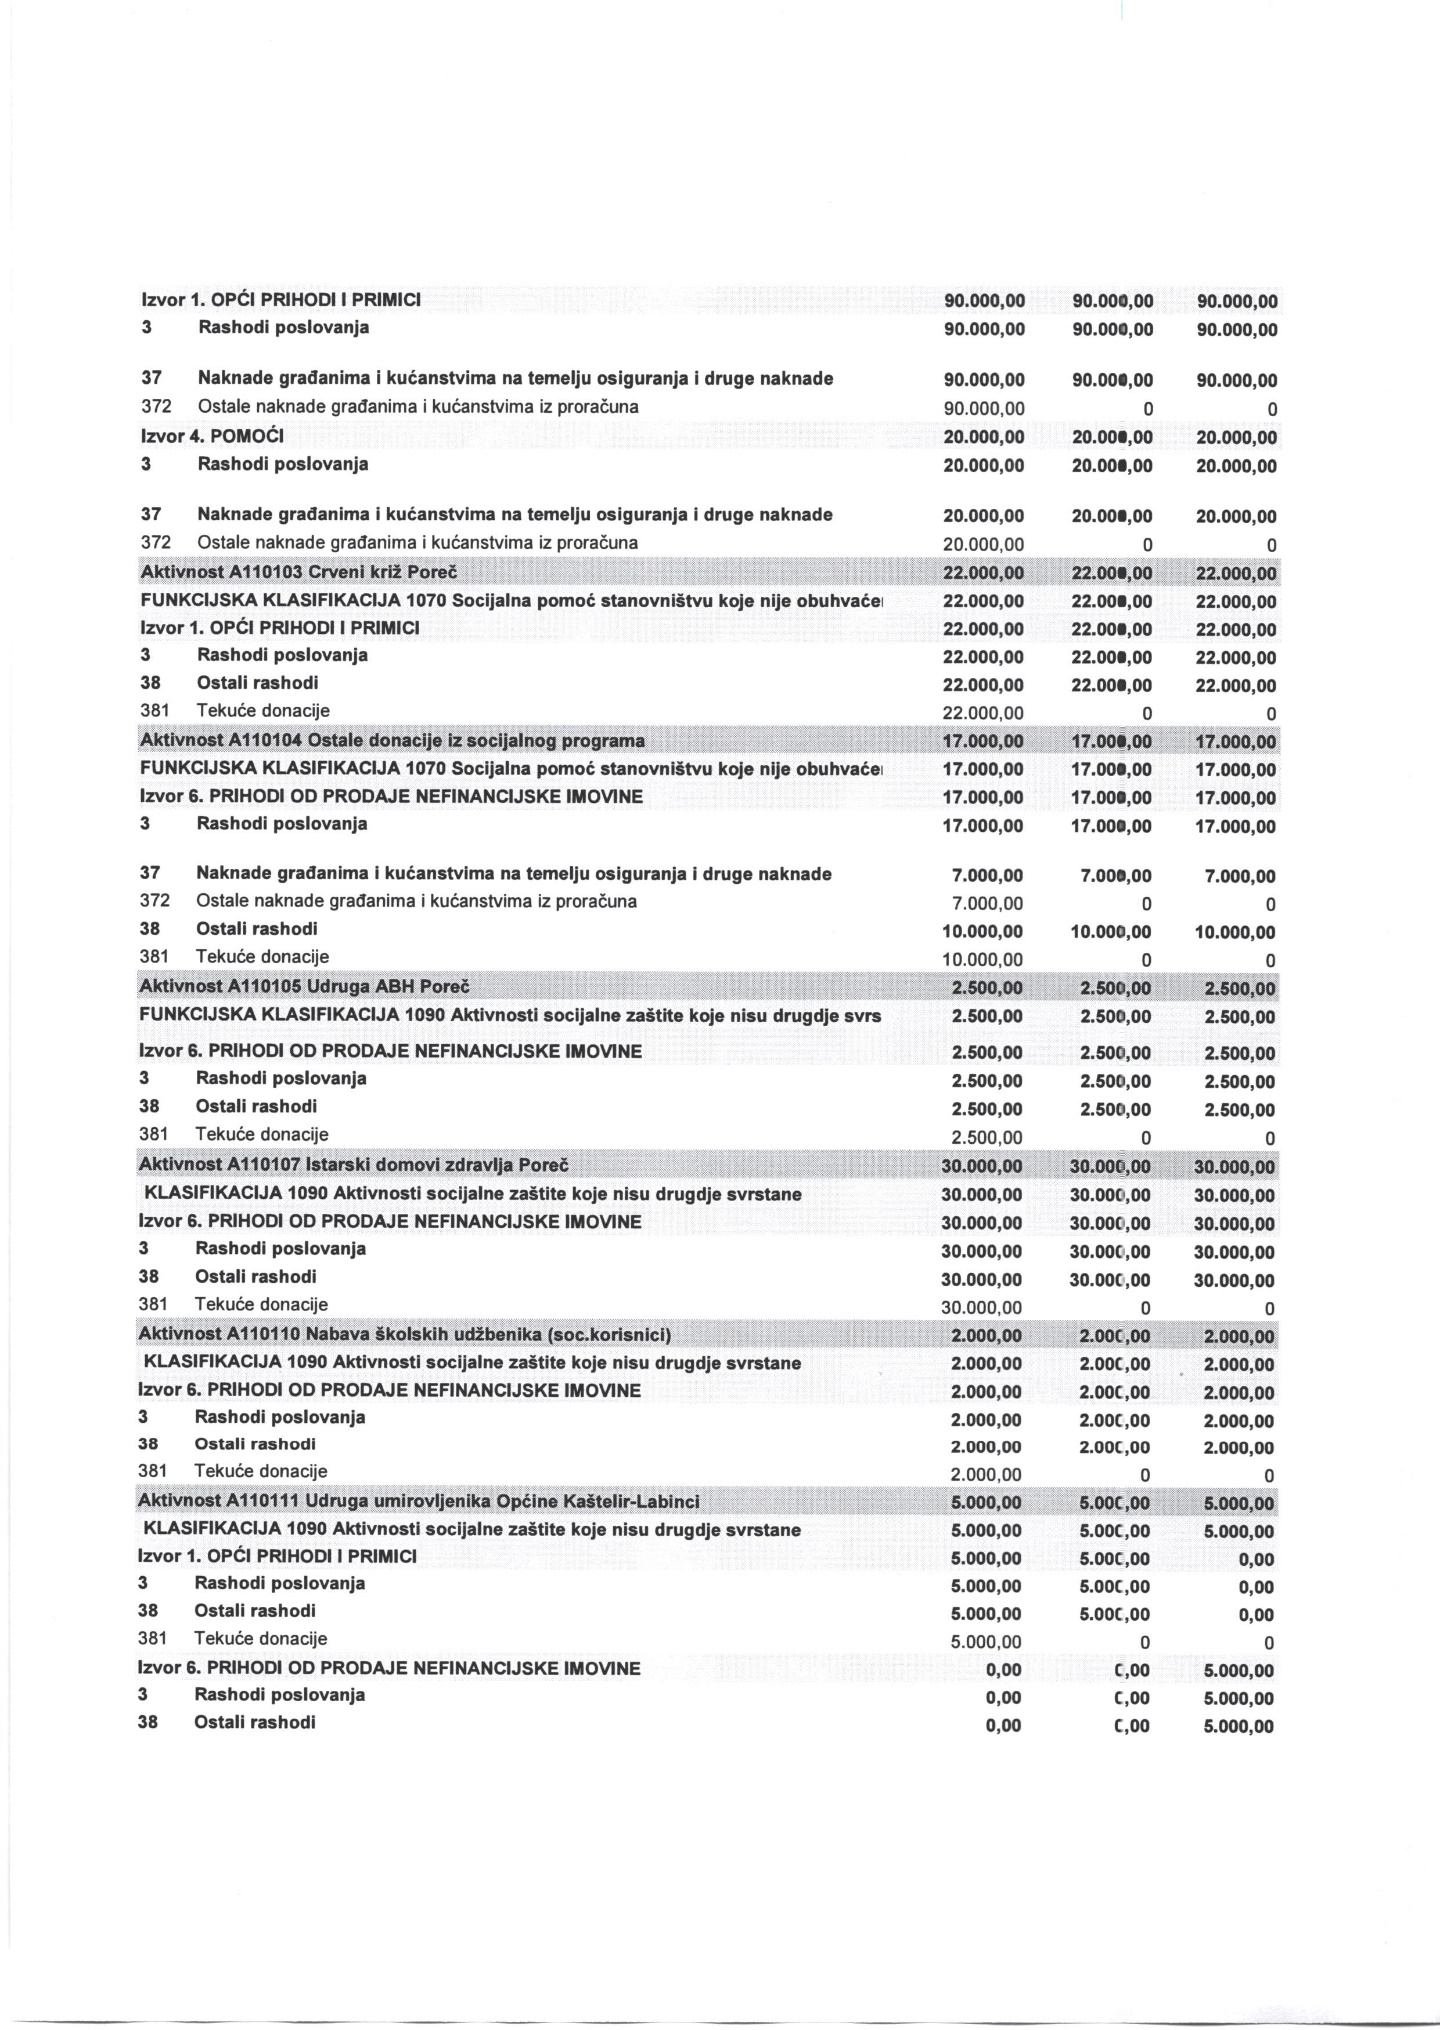 Izvor 1. OPĆI PRIHODI I PRIMICI 90.000,00 90.000,00 90.000,00
3 Rashodi poslovanja 90.000,00 90.000,00 90.000,00
37 Naknade građanima i kućanstvima na temelju osiguranja i druge naknade 90.000,00 90.000,00 90.000,00
372 Ostale naknade građanima i kućanstvima iz proračuna 90.000,00 0 0
Izvor 4. POMOĆI 20.000,00 20.000,00 20.000,00
3 Rashodi poslovanja 20.000,00 20.000,00 20.000,00
37 Naknade građanima i kućanstvima na temelju osiguranja i druge naknade 20.000,00 20.000,00 20.000,00
372 Ostale naknade građanima i kućanstvima iz proračuna 20.000,00 0 0
Aktivnost A110103 Crveni križ Poreč 22.000,00 22.000,00 22.000,00
FUNKCIJSKA KLASIFIKACIJA 1070 Socijalna pomoć stanovništvu koje nije obuhvaće 22.000,00 22.000,00 22.000,00
Izvor 1. OPĆI PRIHODI I PRIMICI 22.000,00 22.000,00 22.000,00
3 Rashodi poslovanja 22.000,00 22.000,00 22.000,00
38 Ostali rashodi 22.000,00 22.000,00 22.000,00
381 Tekuće donacije 22.000,00 0 0
Aktivnost A110104 Ostale donacije iz socijalnog programa 17.000,00 17.000,00 17.000,00
FUNKCIJSKA KLASIFIKACIJA 1070 Socijalna pomoć stanovništvu koje nije obuhvaće 17.000,00 17.000,00 17.000,00
Izvor 6. PRIHODI OD PRODAJE NEFINANCIJSKE IMOVINE 17.000,00 17.000,00 17.000,00
3 Rashodi poslovanja 17.000,00 17.000,00 17.000,00
37 Naknade građanima i kućanstvima na temelju osiguranja i druge naknade 7.000,00 7.000,00 7.000,00
372 Ostale naknade građanima i kućanstvima iz proračuna 7.000,00 0 0
38 Ostali rashodi 10.000,00 10.000,00 10.000,00
381 Tekuće donacije 10.000,00 0 0
Aktivnost A110105 Udruga ABH Poreč 2.500,00 2.500,00 2.500,00
FUNKCIJSKA KLASIFIKACIJA 1090 Aktivnosti socijalne zaštite koje nisu drugdje svrs 2.500,00 2.500,00 2.500,00
Izvor 6. PRIHODI OD PRODAJE NEFINANCIJSKE IMOVINE 2.500,00 2.500,00 2.500,00
3 Rashodi poslovanja 2.500,00 2.500,00 2.500,00
38 Ostali rashodi 2.500,00 2.500,00 2.500,00
381 Tekuće donacije 2.500,00 0 0
Aktivnost A110107 Istarski domovi zdravlja Poreč 30.000,00 30.000,00 30.000,00
KLASIFIKACIJA 1090 Aktivnosti socijalne zaštite koje nisu drugdje svrstane 30.000,00 30.000,00 30.000,00
Izvor 6. PRIHODI OD PRODAJE NEFINANCIJSKE IMOVINE 30.000,00 30.000,00 30.000,00
3 Rashodi poslovanja 30.000,00 30.000,00 30.000,00
38 Ostali rashodi 30.000,00 30.000,00 30.000,00
381 Tekuće donacije 30.000,00 0 0
Aktivnost A110110 Nabava školskih udžbenika (soc.korisnici) 2.000,00 2.000,00 2.000,00
KLASIFIKACIJA 1090 Aktivnosti socijalne zaštite koje nisu drugdje svrstane 2.000,00 2.000,00 2.000,00
Izvor 6. PRIHODI OD PRODAJE NEFINANCIJSKE IMOVINE 2.000,00 2.000,00 2.000,00
3 Rashodi poslovanja 2.000,00 2.000,00 2.000,00
38 Ostali rashodi 2.000,00 2.000,00 2.000,00
381 Tekuće donacije 2.000,00 0 0
Aktivnost A110111 Udruga umirovljenika Općine Kaštelir-Labinci 5.000,00 5.000,00 5.000,00
KLASIFIKACIJA 1090 Aktivnosti socijalne zaštite koje nisu drugdje svrstane 5.000,00 5.000,00 5.000,00
Izvor 1. OPĆI PRIHODI I PRIMICI 5.000,00 5.000,00 0,00
3 Rashodi poslovanja 5.000,00 5.000,00 0,00
38 Ostali rashodi 5.000,00 5.000,00 0,00
381 Tekuće donacije 5.000,00 0 0
Izvor 6. PRIHODI OD PRODAJE NEFINANCIJSKE IMOVINE 0,00 0,00 5.000,00
3 Rashodi poslovanja 0,00 0,00 5.000,00
38 Ostali rashodi 0,00 0,00 5.000,00